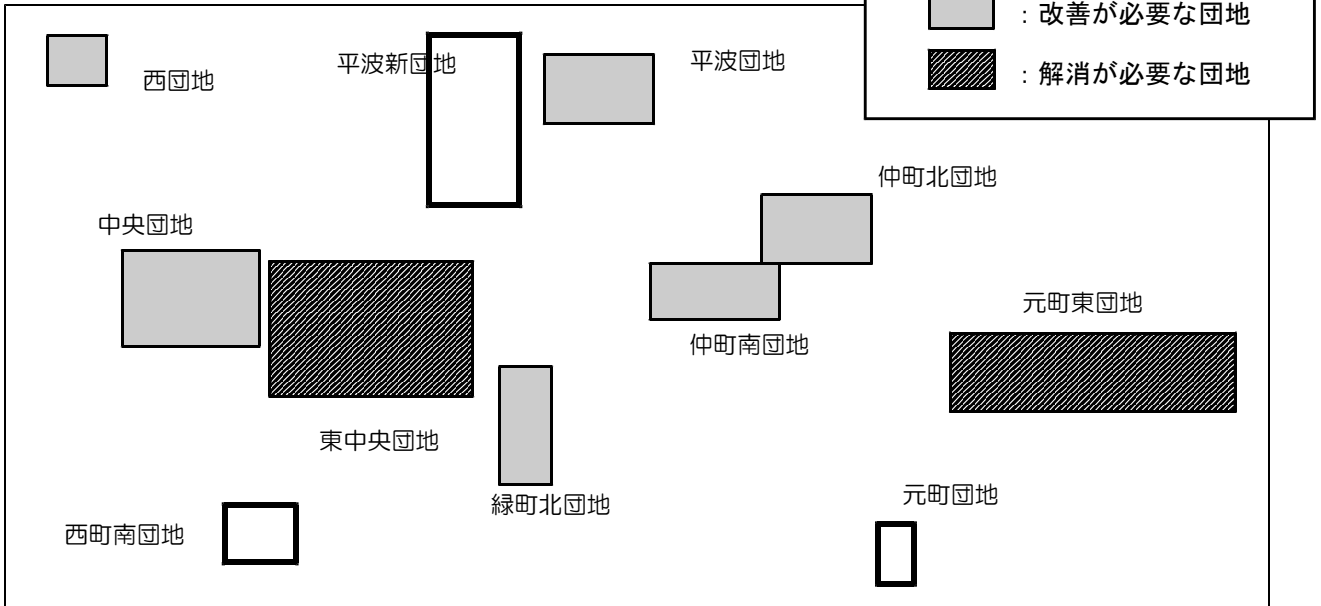 ：改善が必要な団地
：解消が必要な団地
西団地
平波新団地
平波団地
仲町北団地
中央団地
元町東団地
仲町南団地
東中央団地
緑町北団地
元町団地
西町南団地